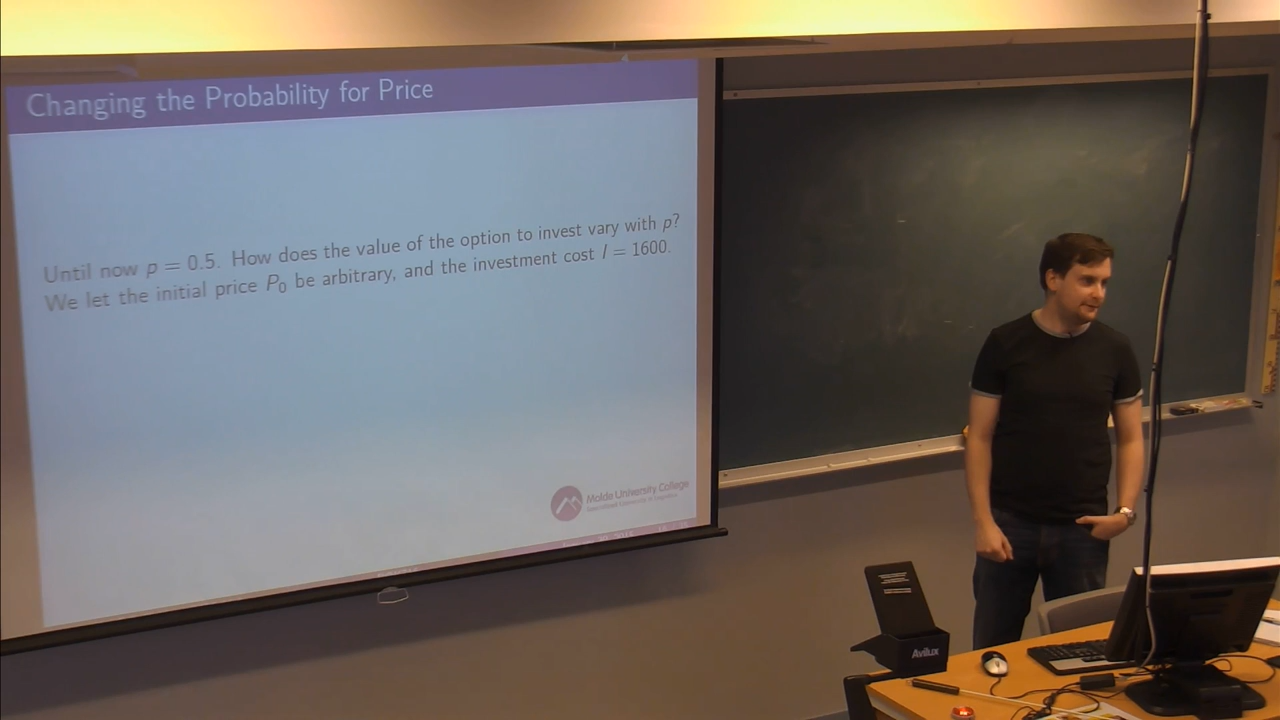 Changing the Probability for Price
Until now p = 0.5. How does the value of the option to invest vary with p?
We let the initial price P₀ be arbitrary, and the investment cost I = 1600.
Molde University College
Avilux